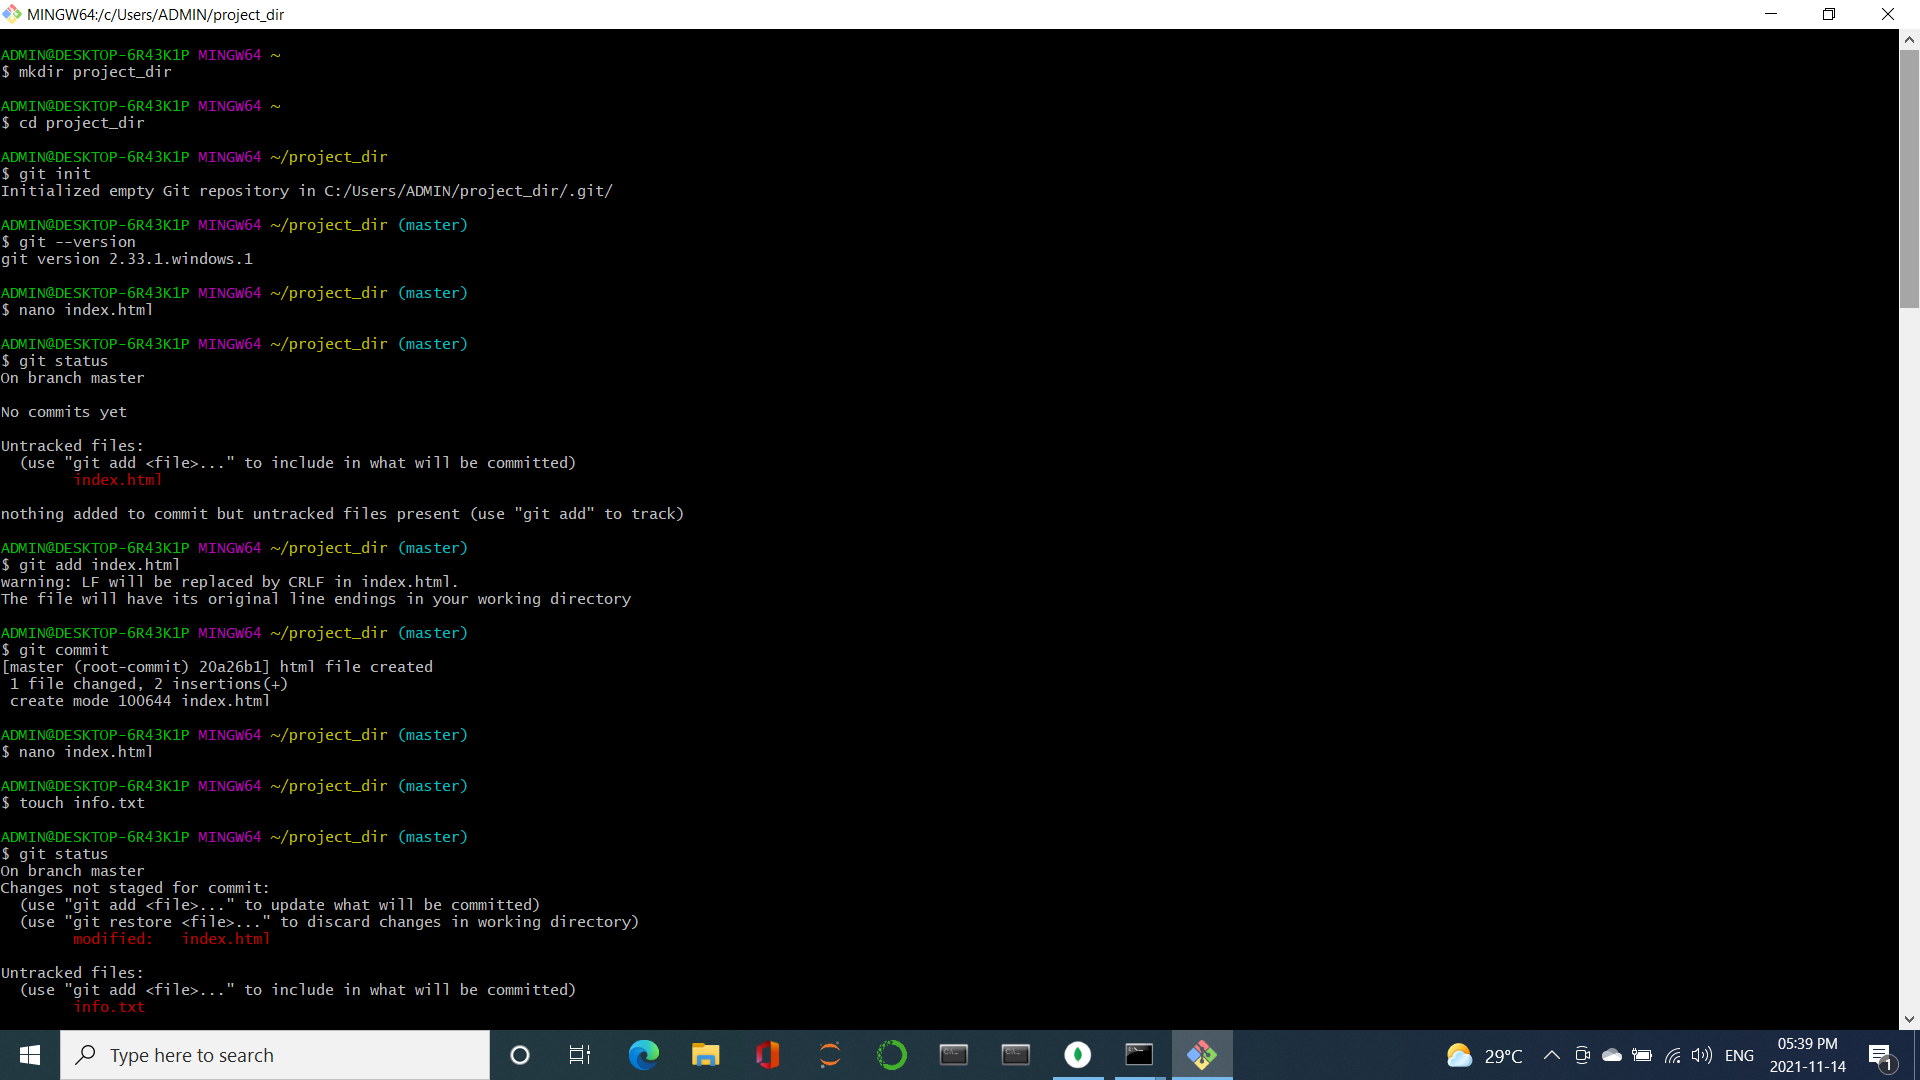 MINGW64:/c/Users/ADMIN/project_dir
ADMIN@DESKTOP-6R43K1P MINGW64 ~
$ mkdir project_dir
ADMIN@DESKTOP-6R43K1P MINGW64 ~
$ cd project_dir
ADMIN@DESKTOP-6R43K1P MINGW64 ~/project_dir
$ git init
Initialized empty Git repository in C:/Users/ADMIN/project_dir/.git/
ADMIN@DESKTOP-6R43K1P MINGW64 ~/project_dir (master)
$ git --version
git version 2.33.1.windows.1
ADMIN@DESKTOP-6R43K1P MINGW64 ~/project_dir (master)
$ nano index.html
ADMIN@DESKTOP-6R43K1P MINGW64 ~/project_dir (master)
$ git status
On branch master
No commits yet
Untracked files:
  (use "git add <file>..." to include in what will be committed)
        index.html
nothing added to commit but untracked files present (use "git add" to track)
ADMIN@DESKTOP-6R43K1P MINGW64 ~/project_dir (master)
$ git add index.html
warning: LF will be replaced by CRLF in index.html.
The file will have its original line endings in your working directory
ADMIN@DESKTOP-6R43K1P MINGW64 ~/project_dir (master)
$ git commit
[master (root-commit) 20a26b1] html file created
 1 file changed, 2 insertions(+)
 create mode 100644 index.html
ADMIN@DESKTOP-6R43K1P MINGW64 ~/project_dir (master)
$ nano index.html
ADMIN@DESKTOP-6R43K1P MINGW64 ~/project_dir (master)
$ touch info.txt
ADMIN@DESKTOP-6R43K1P MINGW64 ~/project_dir (master)
$ git status
On branch master
Changes not staged for commit:
  (use "git add <file>..." to update what will be committed)
  (use "git restore <file>..." to discard changes in working directory)
        modified:   index.html
Untracked files:
  (use "git add <file>..." to include in what will be committed)
        info.txt
Type here to search
29°C
ENG
05:39 PM
2021-11-14
1